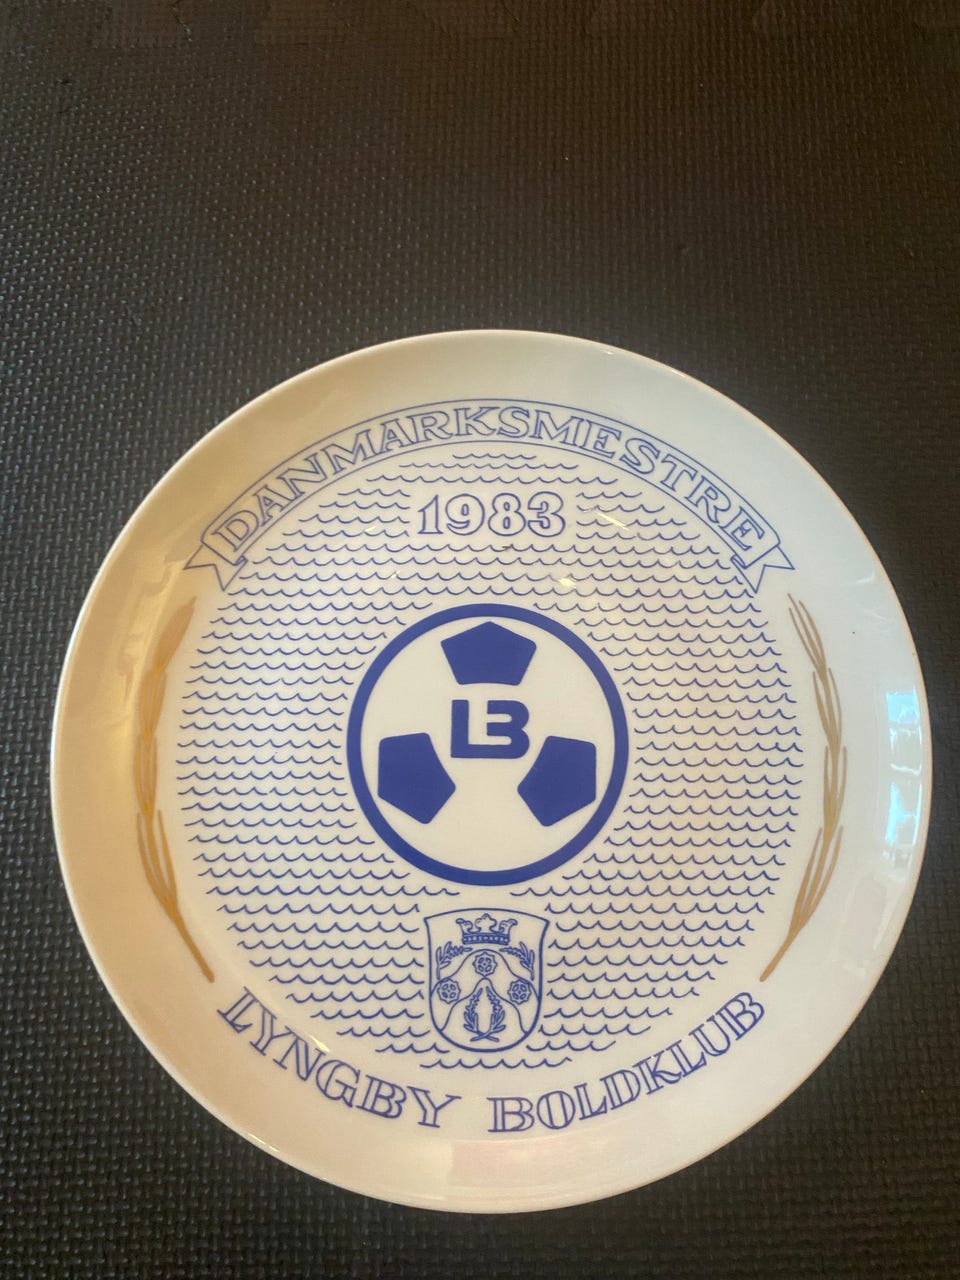 DANMARKSMESTRE
1983
LB
LYNGBY BOLDKLUB